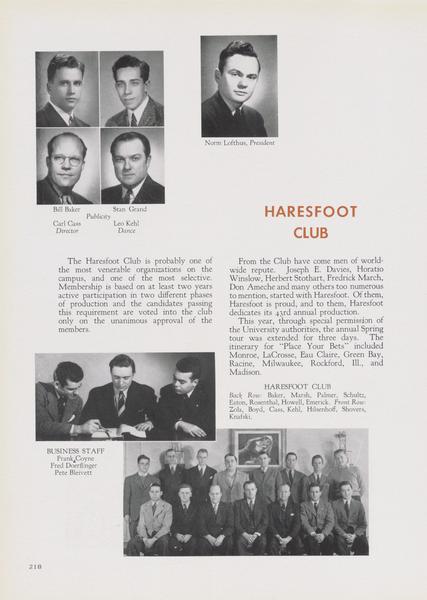 Norm Lofthus, President
Bill Baker Stan Grand
Publicity
Carl Cass Leo Kehl
Director Dance
HARESFOOT
CLUB
The Haresfoot Club is probably one of
the most venerable organizations on the
campus, and one of the most selective.
Membership is based on at least two years
active participation in two different phases
of production and the candidates passing
this requirement are voted into the club
only on the unanimous approval of the
members.
From the Club have come men of world-
wide repute. Joseph E. Davies, Horatio
Winslow, Herbert Stothart, Fredrick March,
Don Ameche and many others too numerous
to mention, started with Haresfoot. Of them,
Haresfoot is proud, and to them, Haresfoot
dedicates its 43rd annual production.
This year, through special permission of
the University authorities, the annual Spring
tour was extended for three days. The
itinerary for "Place Your Bets" included
Monroe, LaCrosse, Eau Claire, Green Bay,
Racine, Milwaukee, Rockford, Ill., and
Madison.
HARESFOOT CLUB
Back Row: Baker, Marsh, Palmer, Schultz,
Eaton, Rosenthal, Howell, Emerick. Front Row:
Zola, Boyd, Cass, Kehl, Hilsenhoff, Shovers,
BUSINESS STAFF
Frank Coyne
Fred Doerflinger
Pete Bleivett
218